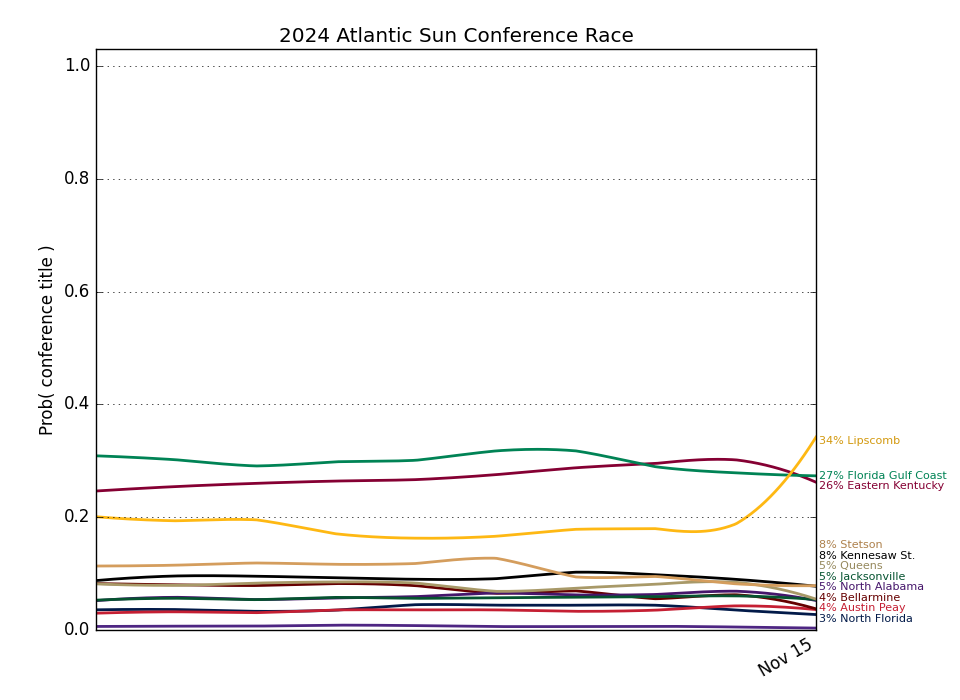 2024 Atlantic Sun Conference Race
Prob( conference title )
1.0
0.8
0.6
0.4
0.2
0.0
34% Lipscomb
27% Florida Gulf Coast
26% Eastern Kentucky
8% Stetson
8% Kennesaw St.
5% Queens
5% Jacksonville
5% North Alabama
4% Bellarmine
4% Austin Peay
3% North Florida
Nov 15